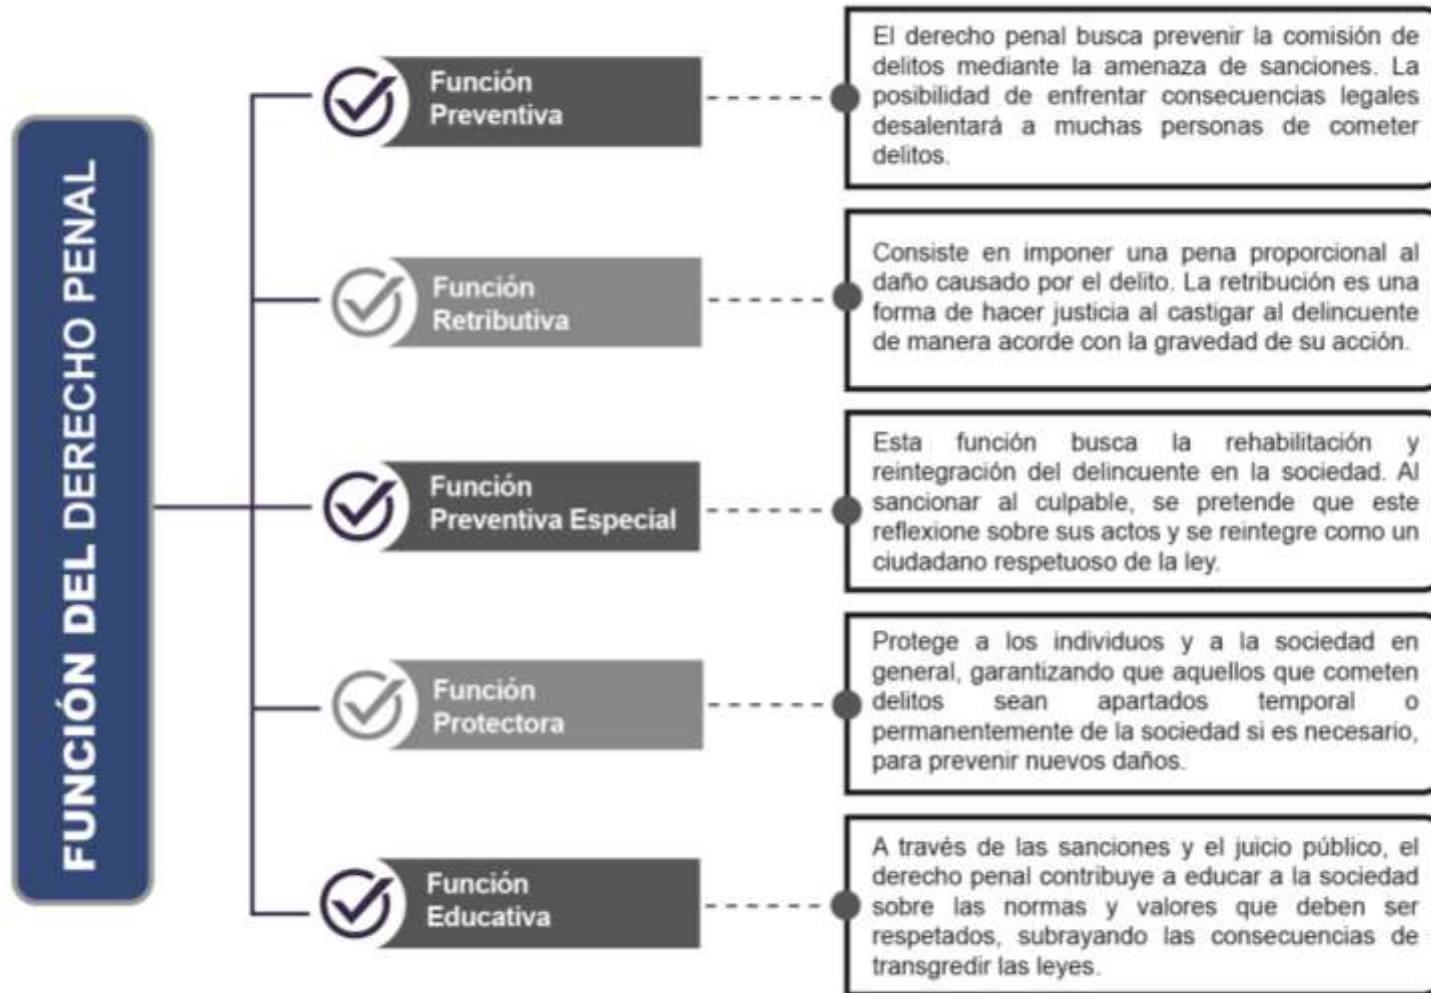 FUNCIÓN DEL DERECHO PENAL
Función
Preventiva
El derecho penal busca prevenir la comisión de
delitos mediante la amenaza de sanciones. La
posibilidad de enfrentar consecuencias legales
desalentará a muchas personas de cometer
delitos.
Función
Retributiva
Consiste en imponer una pena proporcional al
daño causado por el delito. La retribución es una
forma de hacer justicia al castigar al delincuente
de manera acorde con la gravedad de su acción.
Función
Preventiva Especial
Esta función busca la rehabilitación y
reintegración del delincuente en la sociedad. Al
sancionar al culpable, se pretende que este
reflexione sobre sus actos y se reintegre como un
ciudadano respetuoso de la ley.
Función
Protectora
Protege a los individuos y a la sociedad en
general, garantizando que aquellos que cometen
delitos sean apartados temporal o
permanentemente de la sociedad si es necesario,
para prevenir nuevos daños.
Función
Educativa
A través de las sanciones y el juicio público, el
derecho penal contribuye a educar a la sociedad
sobre las normas y valores que deben ser
respetados, subrayando las consecuencias de
transgredir las leyes.